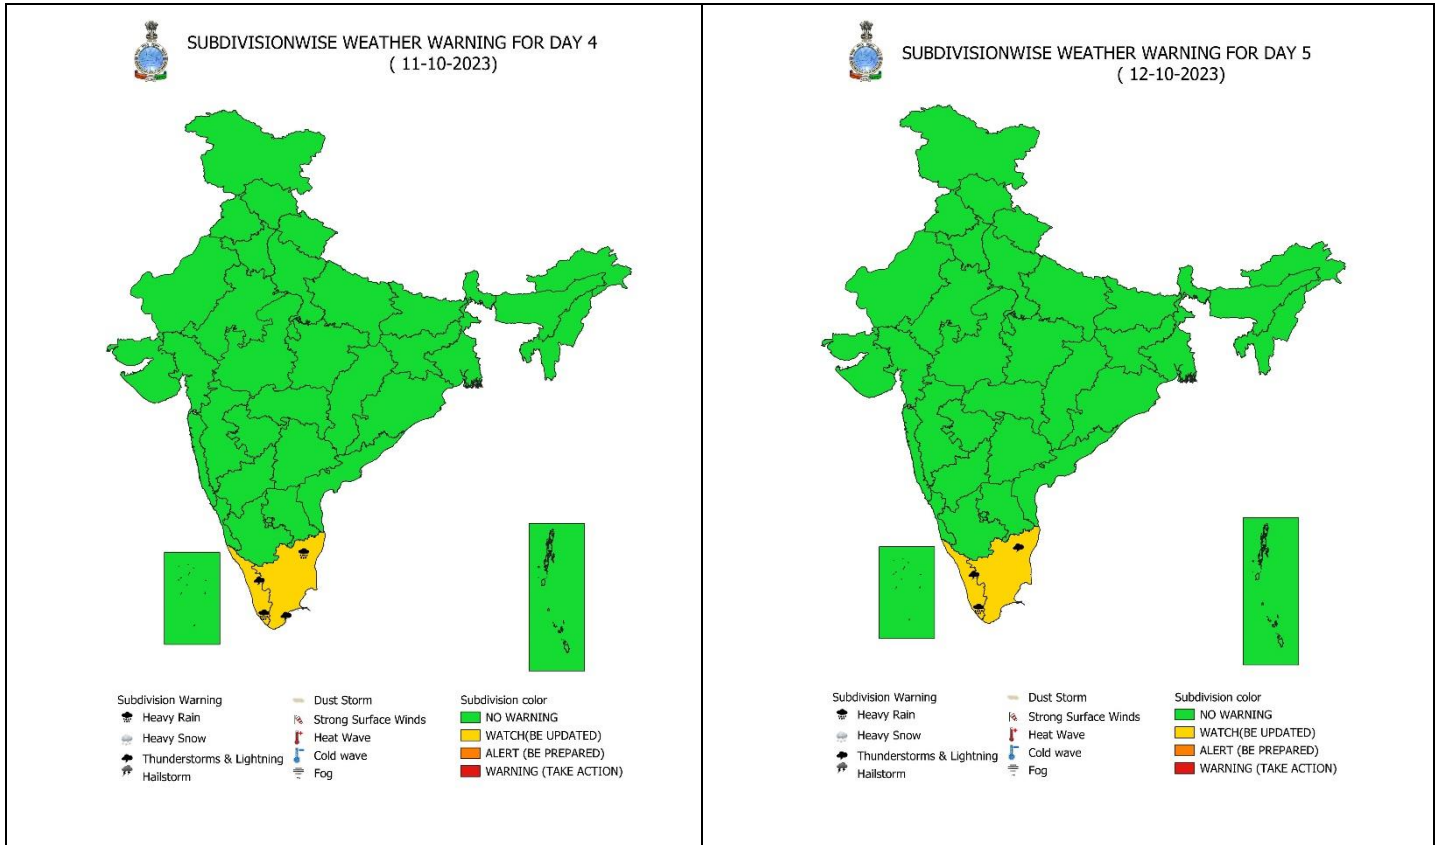 SUBDIVISIONWISE WEATHER WARNING FOR DAY 4
( 11-10-2023)
Subdivision Warning
Heavy Rain
Heavy Snow
Thunderstorms & Lightning
Hailstorm
Dust Storm
Strong Surface Winds
Heat Wave
Cold wave
Fog
Subdivision color
NO WARNING
WATCH(BE UPDATED)
ALERT (BE PREPARED)
WARNING (TAKE ACTION)
SUBDIVISIONWISE WEATHER WARNING FOR DAY 5
( 12-10-2023)
Subdivision Warning
Heavy Rain
Heavy Snow
Thunderstorms & Lightning
Hailstorm
Dust Storm
Strong Surface Winds
Heat Wave
Cold wave
Fog
Subdivision color
NO WARNING
WATCH(BE UPDATED)
ALERT (BE PREPARED)
WARNING (TAKE ACTION)